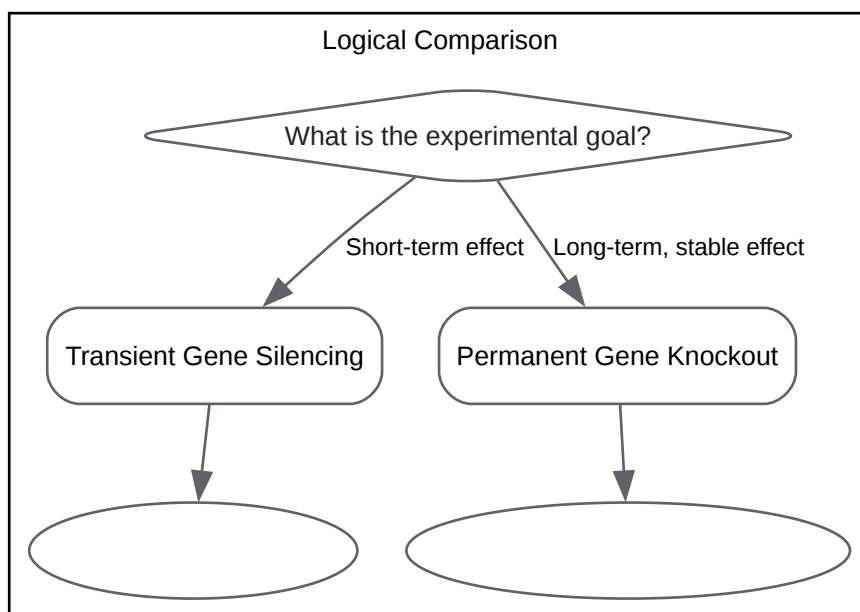 Logical Comparison
What is the experimental goal?
Short-term effect
Long-term, stable effect
Transient Gene Silencing
Permanent Gene Knockout